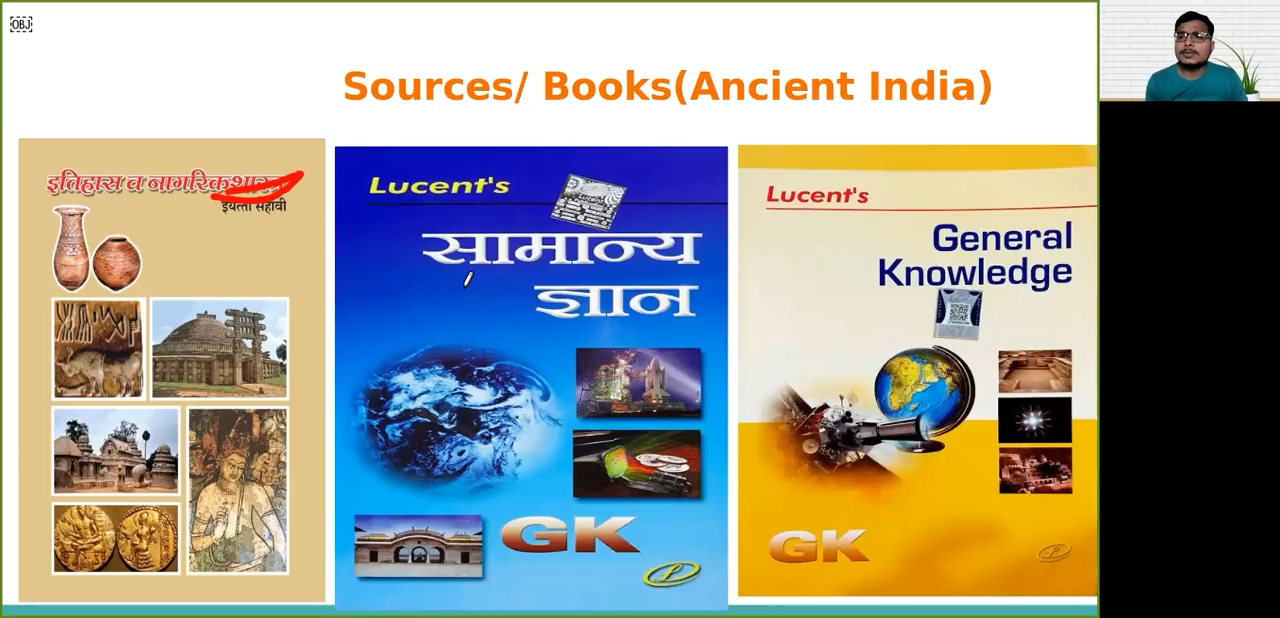 OBJ
Sources/ Books(Ancient India)
इतिहास व नागरिकशास्त्र
इयत्ता सहावी
Lucent's
सामान्य
ज्ञान
GK
Lucent's
General
Knowledge
GK